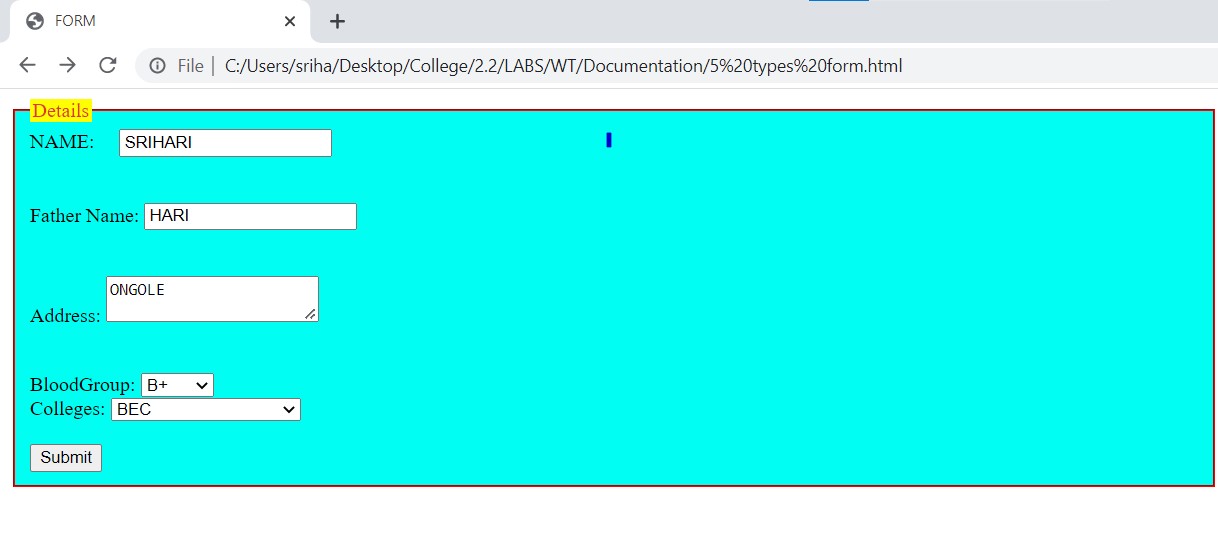 FORM
File C:/Users/sriha/Desktop/College/2.2/LABS/WT/Documentation/5%20types%20form.html
Details
NAME: SRIHARI
Father Name: HARI
Address: ONGOLE
BloodGroup: B+
Colleges: BEC
Submit